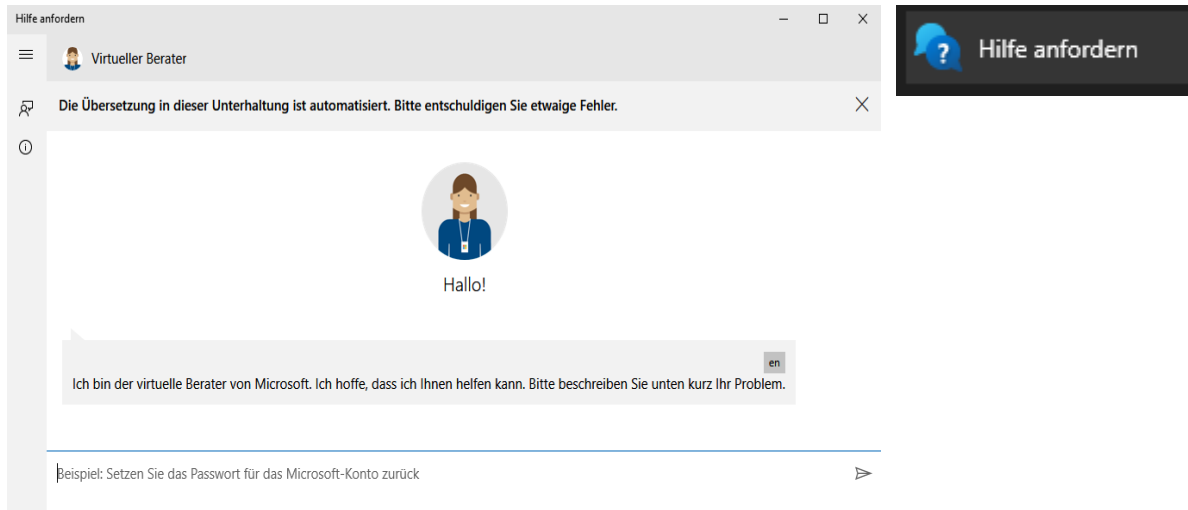 Hilfe anfordern
Virtueller Berater
Die Übersetzung in dieser Unterhaltung ist automatisiert. Bitte entschuldigen Sie etwaige Fehler.
Hallo!
en
Ich bin der virtuelle Berater von Microsoft. Ich hoffe, dass ich Ihnen helfen kann. Bitte beschreiben Sie unten kurz Ihr Problem.
Beispiel: Setzen Sie das Passwort für das Microsoft-Konto zurück
? Hilfe anfordern